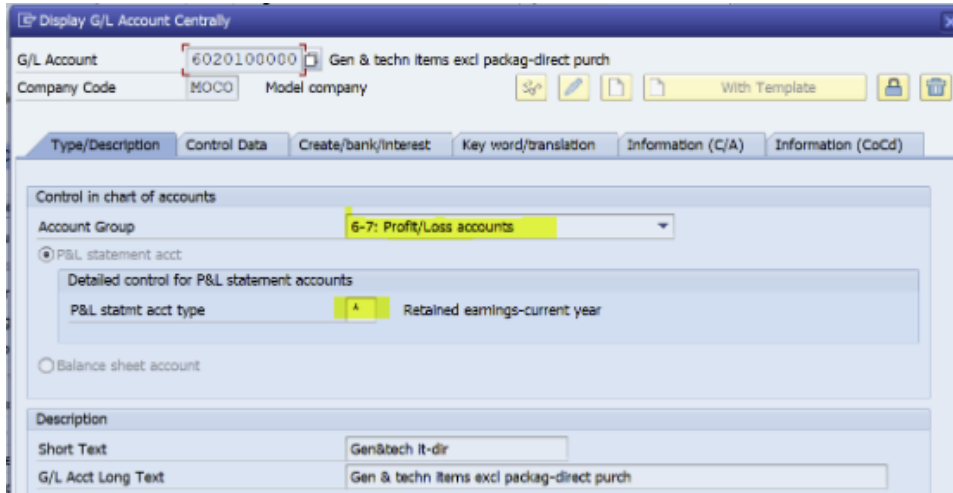 Display G/L Account Centrally
G/L Account 6020100000 Gen & techn items excl packag-direct purch
Company Code MOCO Model company With Template
Type/Description Control Data Create/bank/interest Key word/translation Information (C/A) Information (CoCd)
Control in chart of accounts
Account Group 6-7: Profit/Loss accounts
P&L statement acct
Detailed control for P&L statement accounts
P&L statmt acct type Retained earnings-current year
Balance sheet account
Description
Short Text Gen&tech it-dir
G/L Acct Long Text Gen & techn items excl packag-direct purch